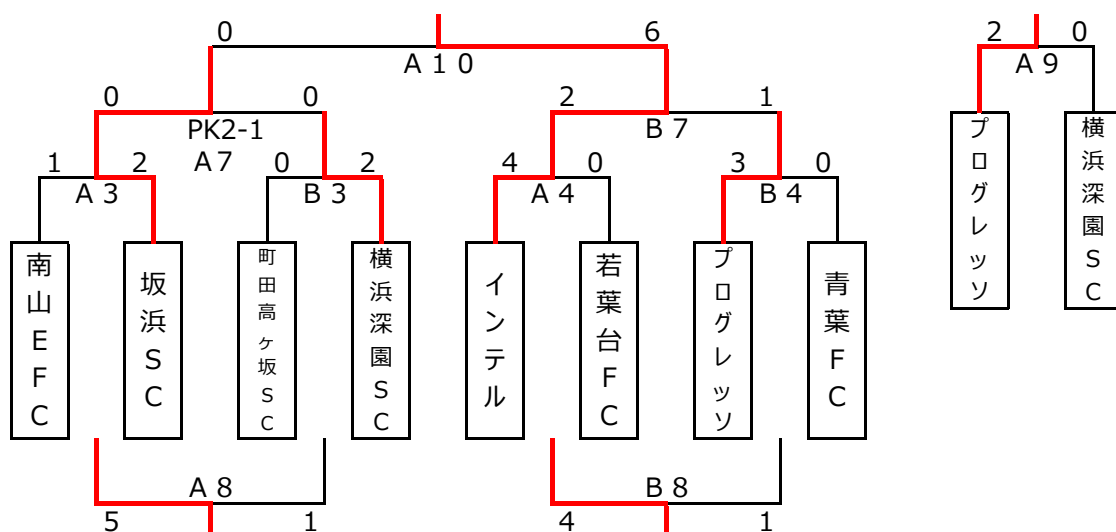 0 6
A10
2 0
A9
0 0
PK2-1
A7
2 1
B7
1 2
A3
0 2
B3
4 0
A4
3 0
B4
南山EFC
坂浜SC
町田高ヶ坂SC
横浜深園SC
インテル
若葉台FC
プログレッソ
青葉FC
プログレッソ
横浜深園SC
A8
5 1
B8
4 1